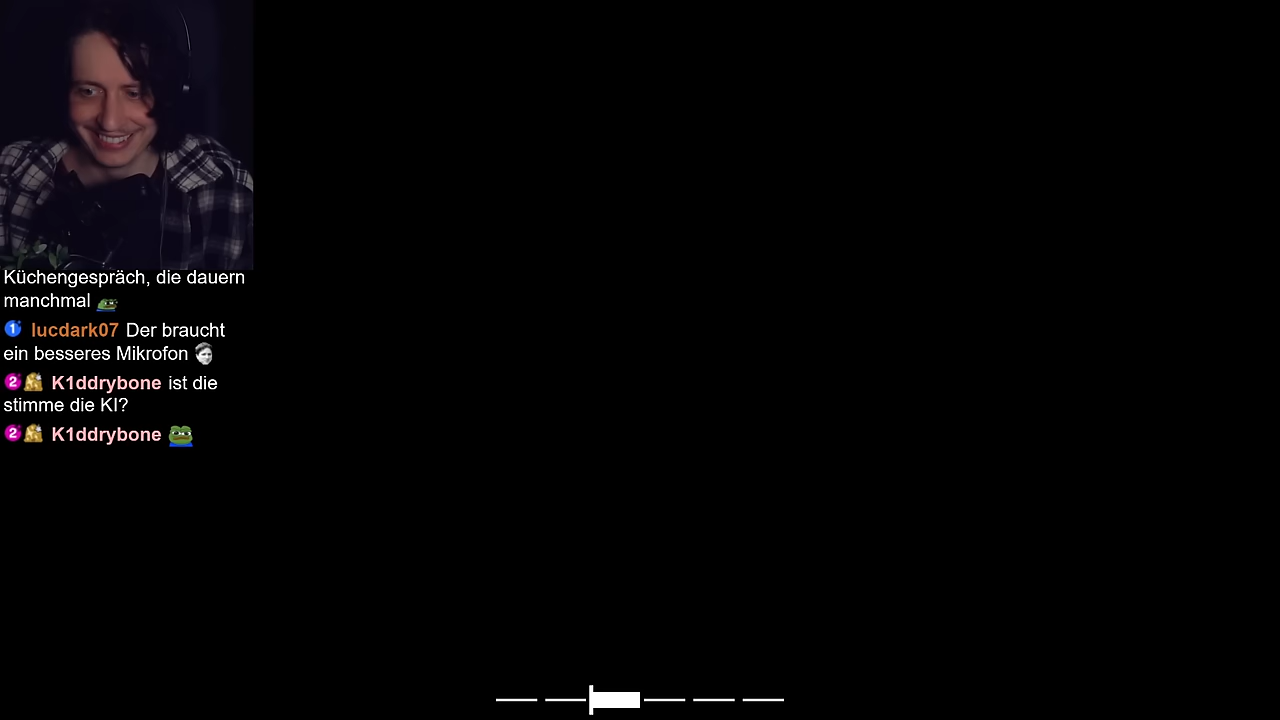 Küchengespräch, die dauern
manchmal
lucdark07 Der braucht
ein besseres Mikrofon
K1ddrybone ist die
stimme die KI?
K1ddrybone